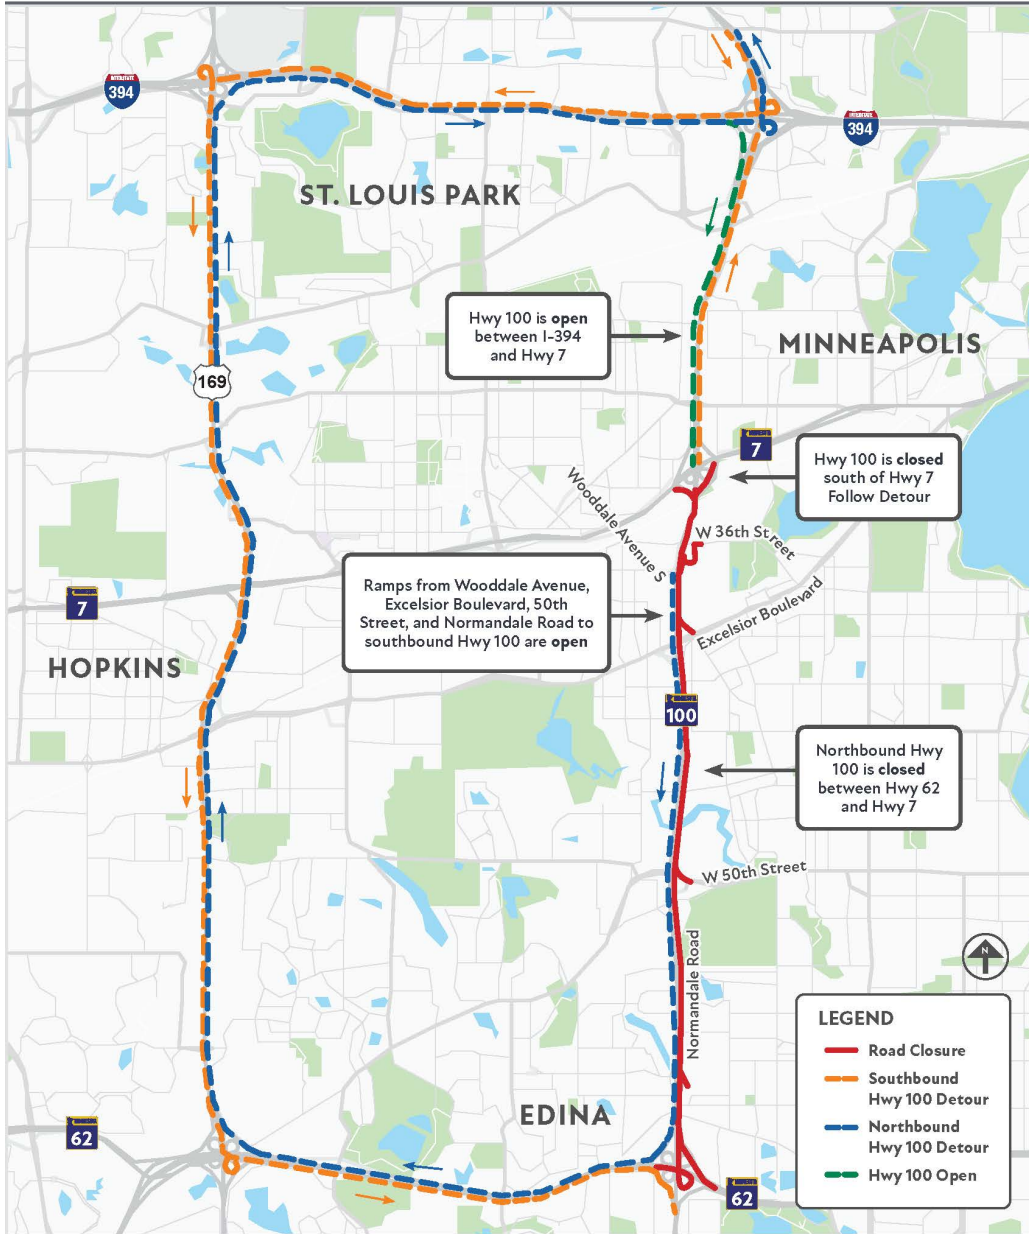 INTERSTATE
394
INTERSTATE
394
ST. LOUIS PARK
Hwy 100 is open
between I-394
and Hwy 7
MINNEAPOLIS
169
7
Hwy 100 is closed
south of Hwy 7
Follow Detour
Wooddale Avenue S
W 36th Street
Ramps from Wooddale Avenue,
Excelsior Boulevard, 50th
Street, and Normandale Road to
southbound Hwy 100 are open
7
Excelsior Boulevard
HOPKINS
100
Northbound Hwy
100 is closed
between Hwy 62
and Hwy 7
W 50th Street
Normandale Road
N
LEGEND
Road Closure
Southbound
Hwy 100 Detour
Northbound
Hwy 100 Detour
Hwy 100 Open
EDINA
62
62